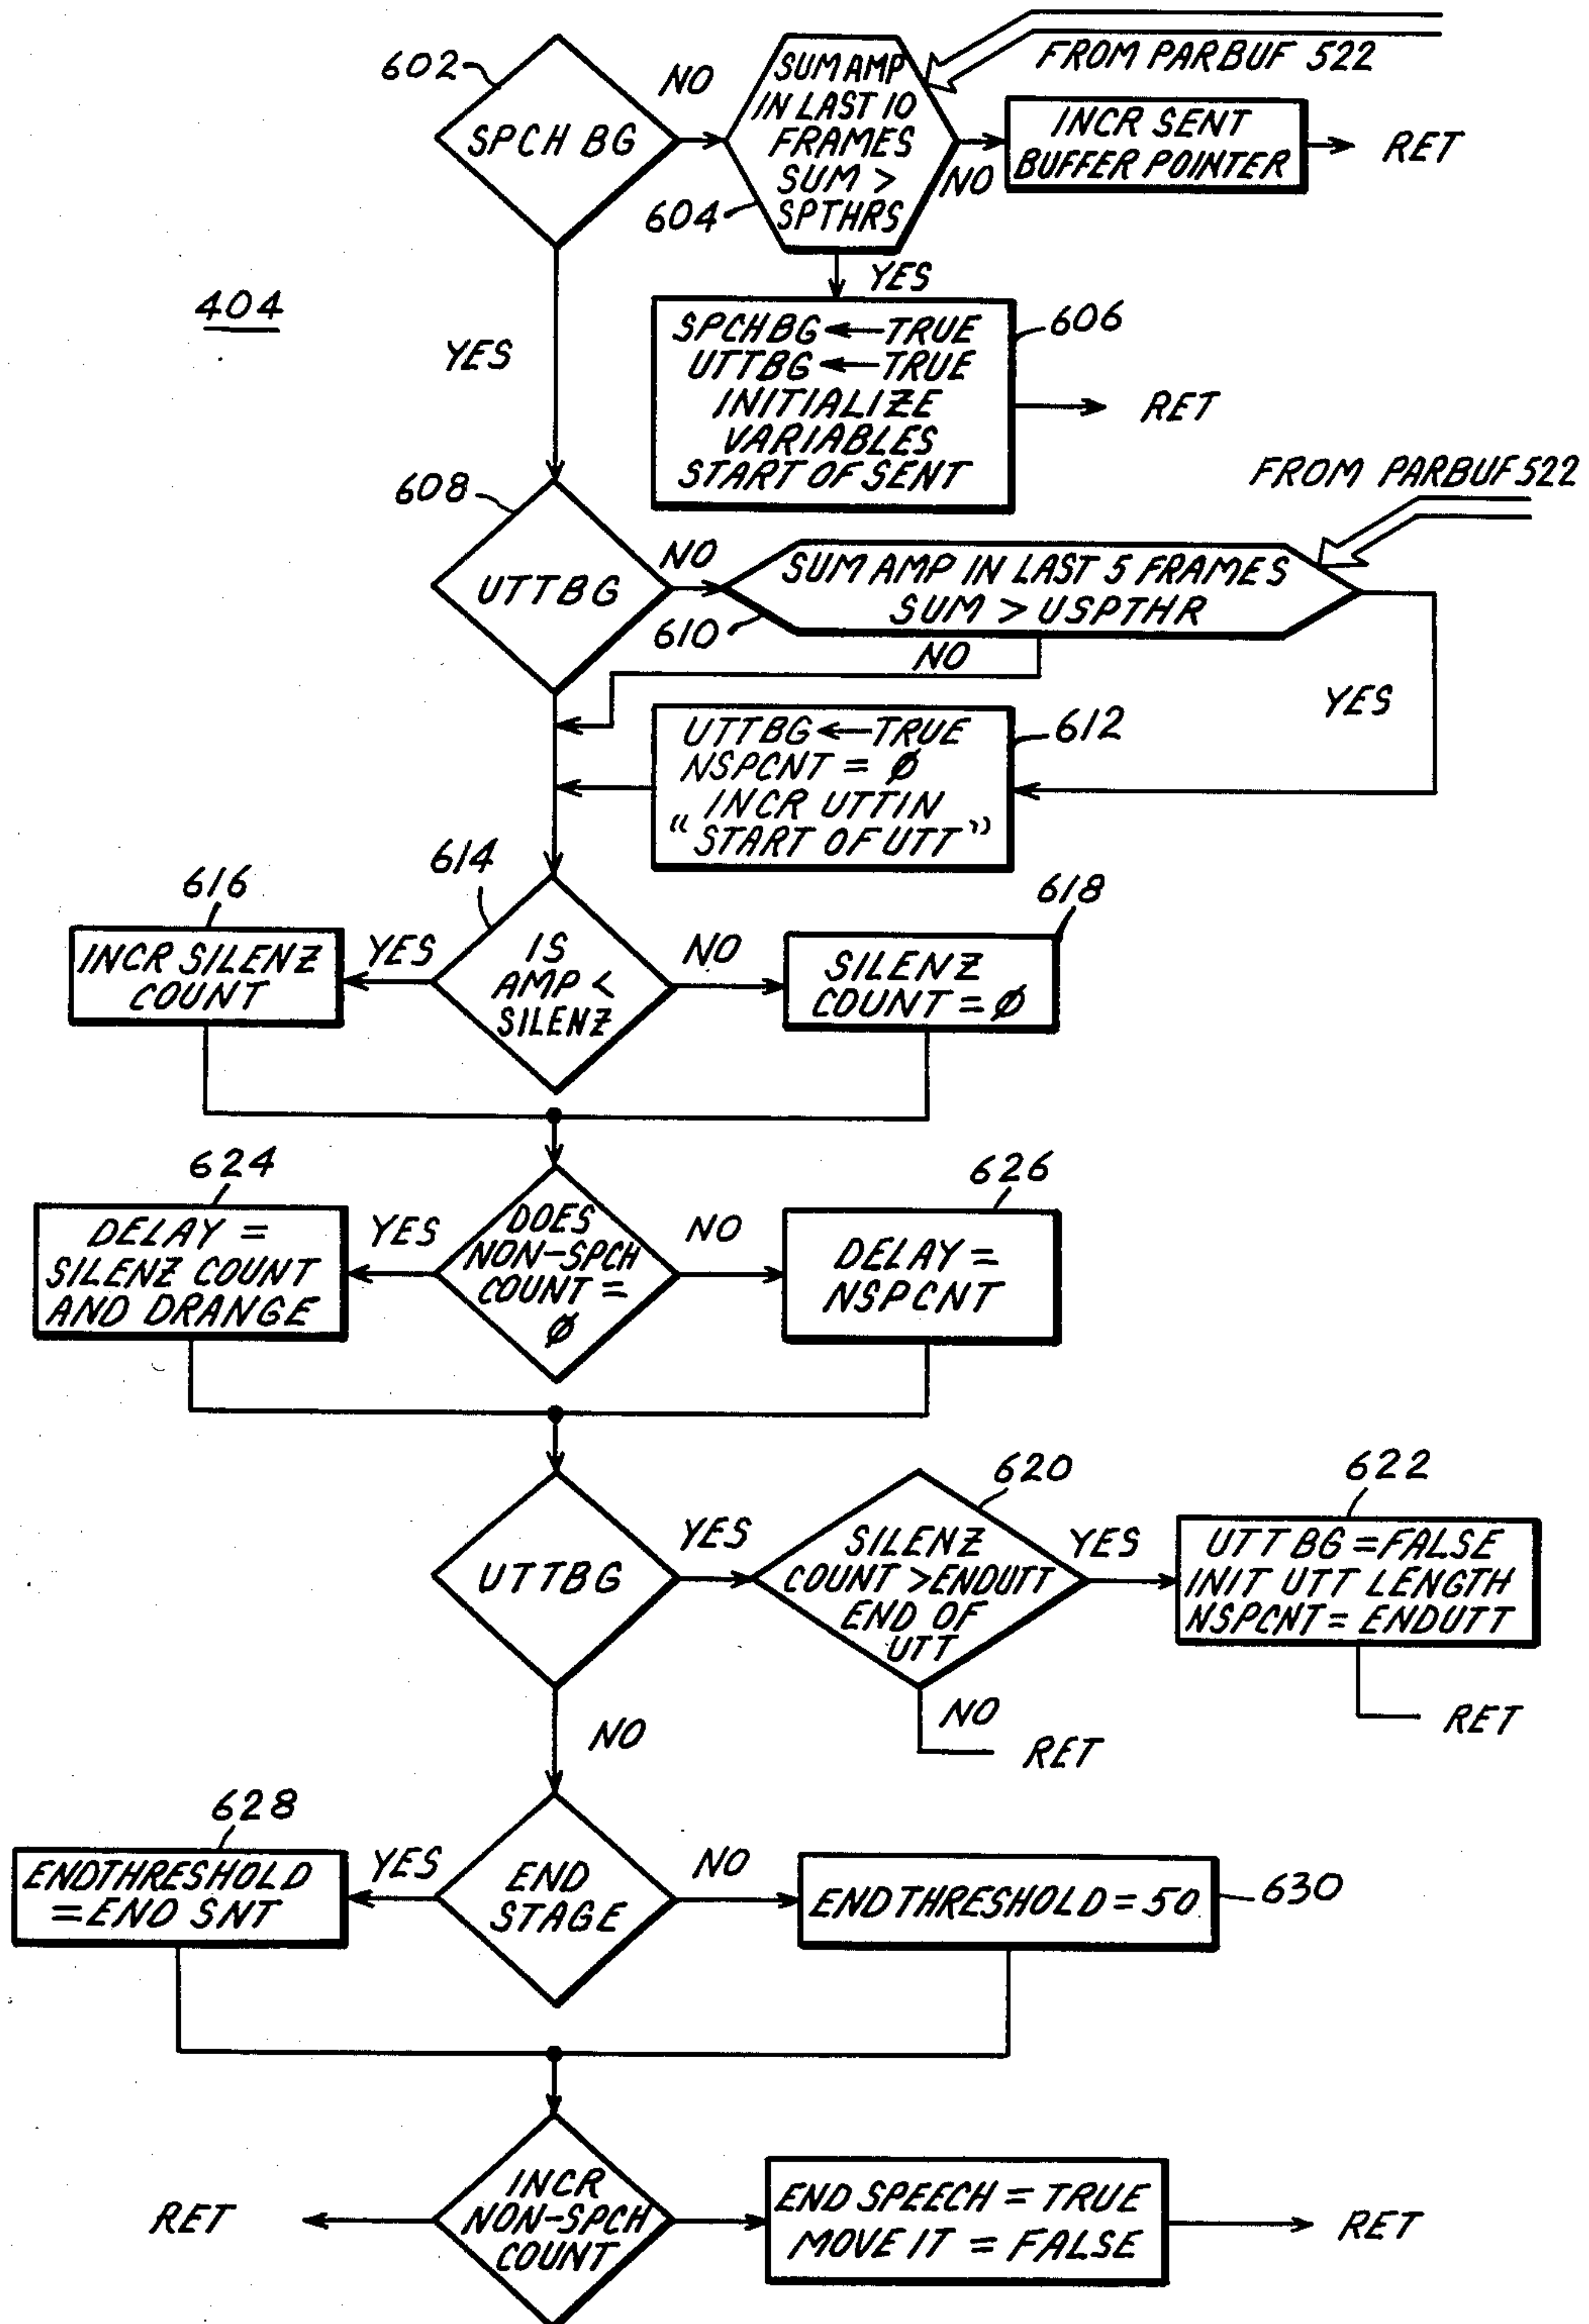 602
SPCH BG
NO
SUM AMP
IN LAST 10
FRAMES
SUM >
SPTHRS
604
FROM PARBUF 522
NO
INCR SENT
BUFFER POINTER
RET
404
YES
YES
SPCHBG ← TRUE
UTTBG ← TRUE
INITIALIZE
VARIABLES
START OF SENT
606
RET
608
UTTBG
NO
FROM PARBUF 522
SUM AMP IN LAST 5 FRAMES
SUM > USPTHR
610
NO
YES
UTTBG ← TRUE
NSPCNT = Ø
INCR UTTIN
“START OF UTT”
612
614
616
INCR SILENZ
COUNT
YES
IS
AMP <
SILENZ
NO
618
SILENZ
COUNT = Ø
624
DELAY =
SILENZ COUNT
AND DRANGE
YES
DOES
NON-SPCH
COUNT =
Ø
NO
626
DELAY =
NSPCNT
UTTBG
YES
620
SILENZ
COUNT > ENDUTT
END OF
UTT
YES
622
UTT BG = FALSE
INIT UTT LENGTH
NSPCNT = ENDUTT
RET
NO
RET
NO
628
ENDTHRESHOLD
= END SNT
YES
END
STAGE
NO
ENDTHRESHOLD = 50
630
RET
INCR
NON-SPCH
COUNT
END SPEECH = TRUE
MOVE IT = FALSE
RET